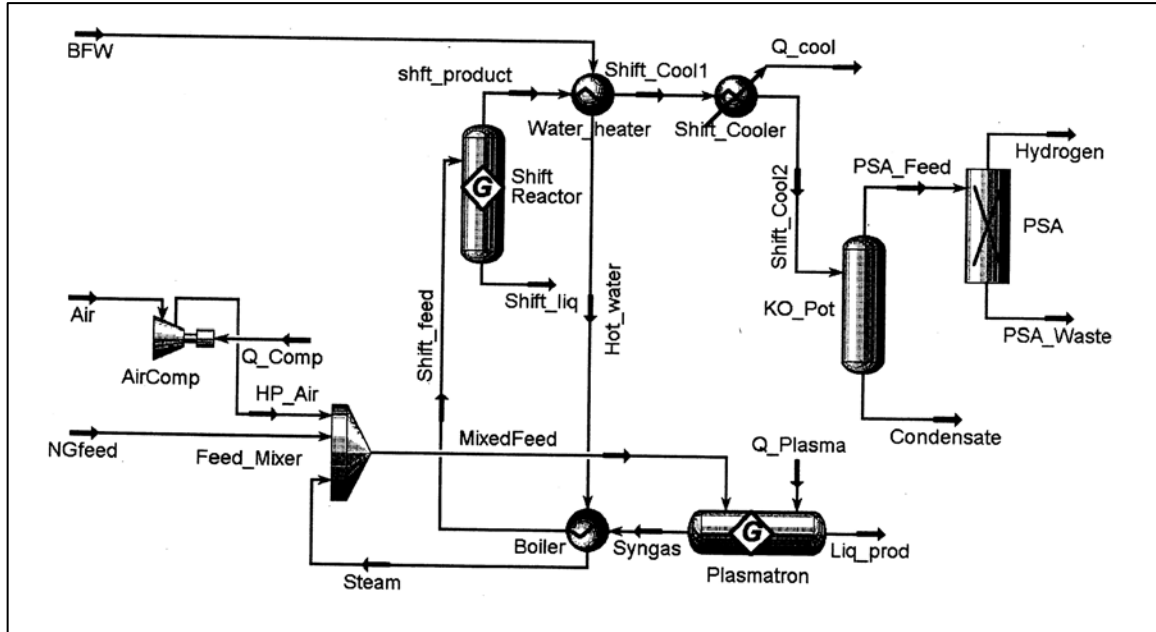 BFW
Q_cool
shft_product
Shift_Cool1
Water_heater
Shift_Cooler
Hydrogen
PSA_Feed
G
Shift
Reactor
PSA
Shift_Cool2
Shift_liq
KO_Pot
Hot_water
PSA_Waste
Air
Q_Comp
Shift_feed
AirComp
HP_Air
NGfeed
Feed_Mixer
MixedFeed
Condensate
Q_Plasma
G
Boiler
Syngas
Liq_prod
Steam
Plasmatron